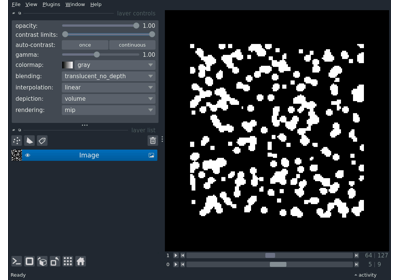 File View Plugins Window Help
layer controls
opacity: 1.00
contrast limits:
auto-contrast: once continuous
gamma: 1.00
colormap: gray
blending: translucent_no_depth
interpolation: linear
depiction: volume
rendering: mip
layer list
Image
1 64 127
0 5 9
Ready activity